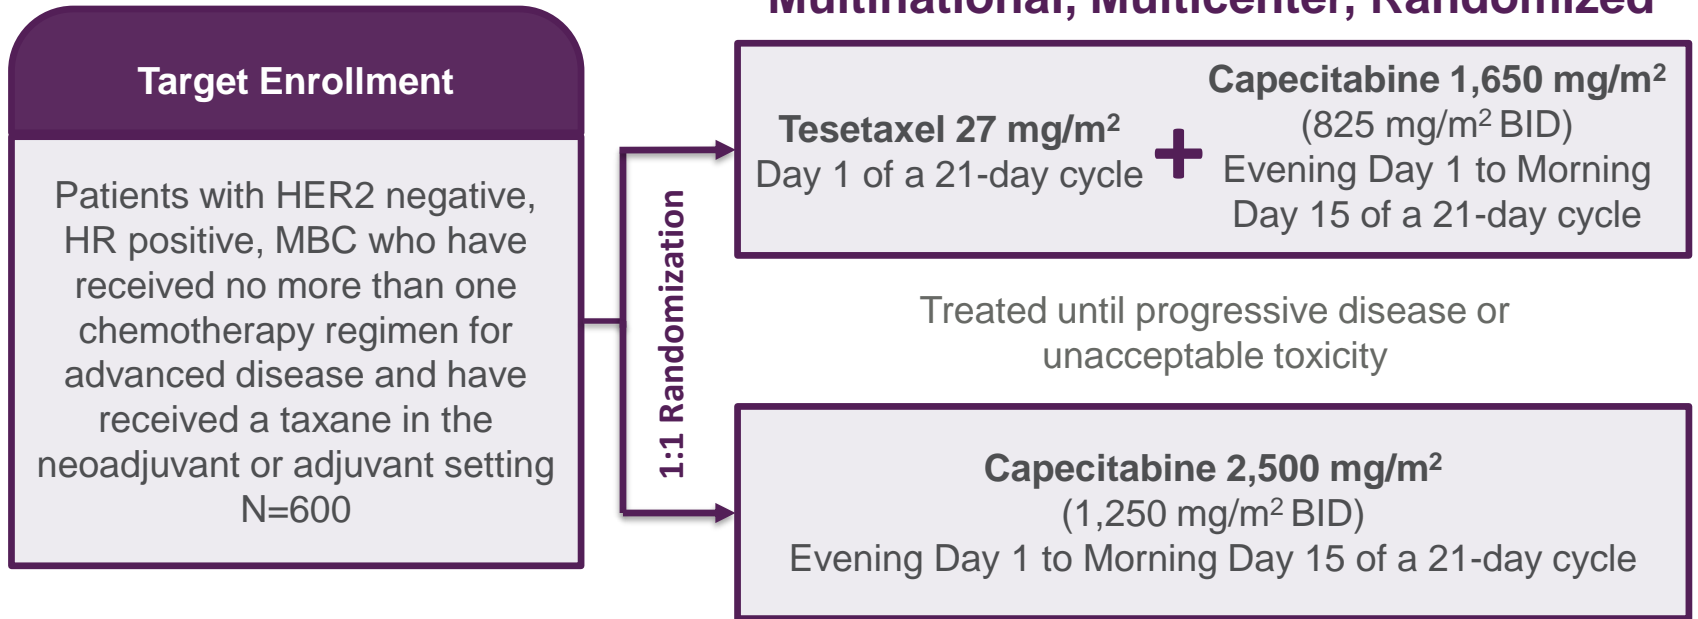 Multinational, Multicenter, Randomized
Target Enrollment
Patients with HER2 negative,
HR positive, MBC who have
received no more than one
chemotherapy regimen for
advanced disease and have
received a taxane in the
neoadjuvant or adjuvant setting
N=600
1:1 Randomization
Tesetaxel 27 mg/m²
Day 1 of a 21-day cycle
+
Capecitabine 1,650 mg/m²
(825 mg/m² BID)
Evening Day 1 to Morning
Day 15 of a 21-day cycle
Treated until progressive disease or
unacceptable toxicity
Capecitabine 2,500 mg/m²
(1,250 mg/m² BID)
Evening Day 1 to Morning Day 15 of a 21-day cycle